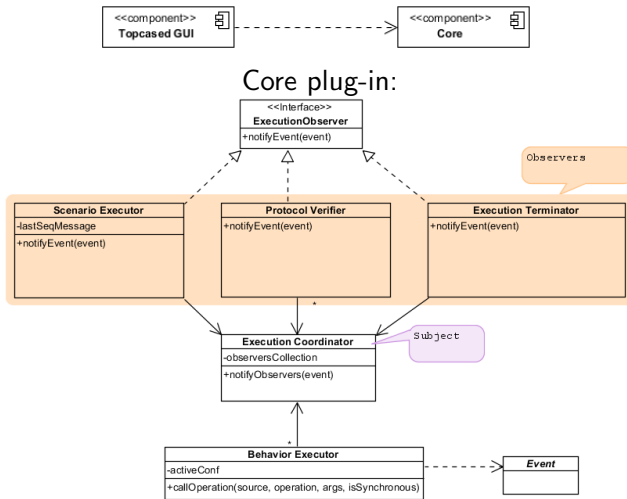 <<component>>
Topcased GUI
<<component>>
Core
Core plug-in:
<<Interface>>
ExecutionObserver
+notifyEvent(event)
Observers
Scenario Executor
-lastSeqMessage
+notifyEvent(event)
Protocol Verifier
+notifyEvent(event)
Execution Terminator
+notifyEvent(event)
*
Execution Coordinator
-observersCollection
+notifyObservers(event)
Subject
*
Behavior Executor
-activeConf
+callOperation(source, operation, args, isSynchronous)
Event